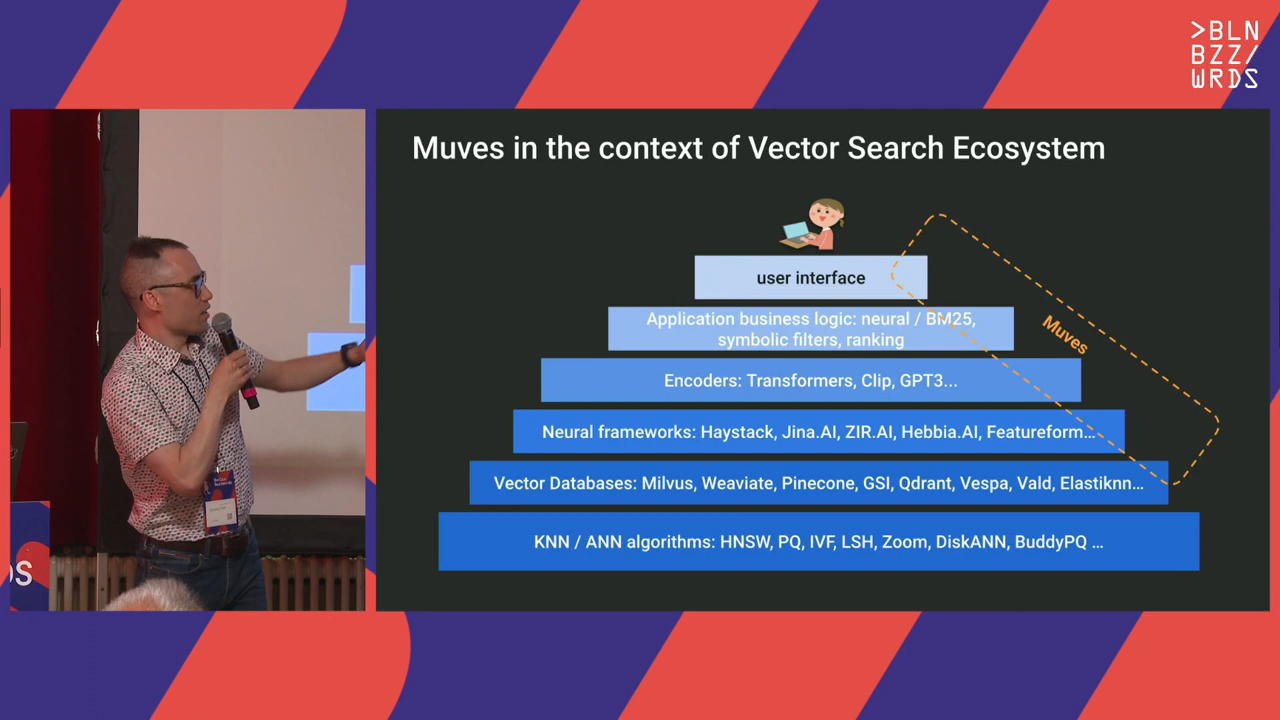 >BLN
BZZ/
WRDS
Muves in the context of Vector Search Ecosystem
user interface
Application business logic: neural / BM25,
symbolic filters, ranking
Muves
Encoders: Transformers, Clip, GPT3...
Neural frameworks: Haystack, Jina.AI, ZIR.AI, Hebbia.AI, Featureform...
Vector Databases: Milvus, Weaviate, Pinecone, GSI, Qdrant, Vespa, Vald, Elastiknn...
KNN / ANN algorithms: HNSW, PQ, IVF, LSH, Zoom, DiskANN, BuddyPQ ...